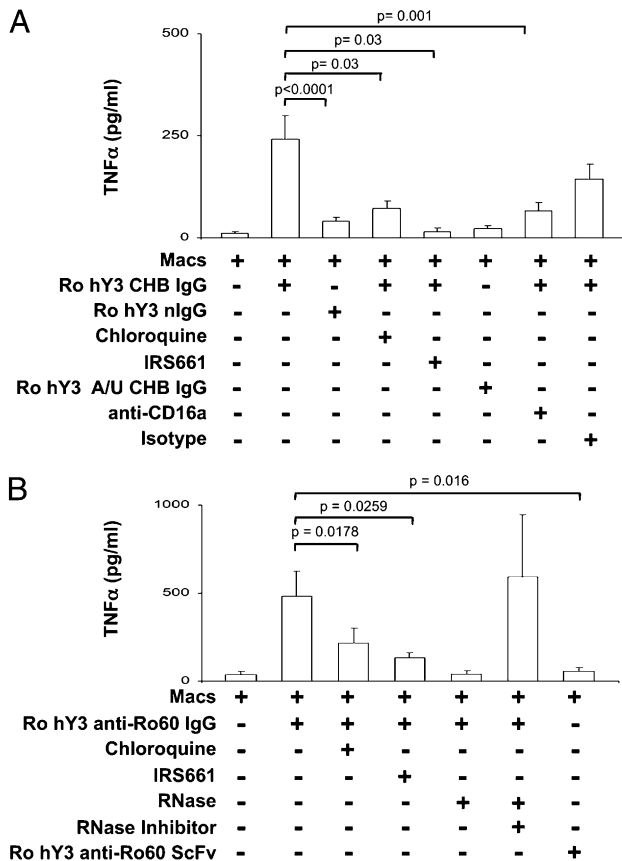 A
p= 0.001
p= 0.03
p= 0.03
p<0.0001
500
250
0
TNFα (pg/ml)
Macs + + + + + + + +
Ro hY3 CHB IgG - + - + + - + +
Ro hY3 nIgG - - + - - - - -
Chloroquine - - - + - - - -
IRS661 - - - - + - - -
Ro hY3 A/U CHB IgG - - - - - + - -
anti-CD16a - - - - - - + -
Isotype - - - - - - - +
B
p = 0.016
p = 0.0259
p = 0.0178
1000
500
0
TNFα (pg/ml)
Macs + + + + + + +
Ro hY3 anti-Ro60 IgG - + + + + + -
Chloroquine - - + - - - -
IRS661 - - - + - - -
RNase - - - - + + -
RNase Inhibitor - - - - - + -
Ro hY3 anti-Ro60 ScFv - - - - - - +